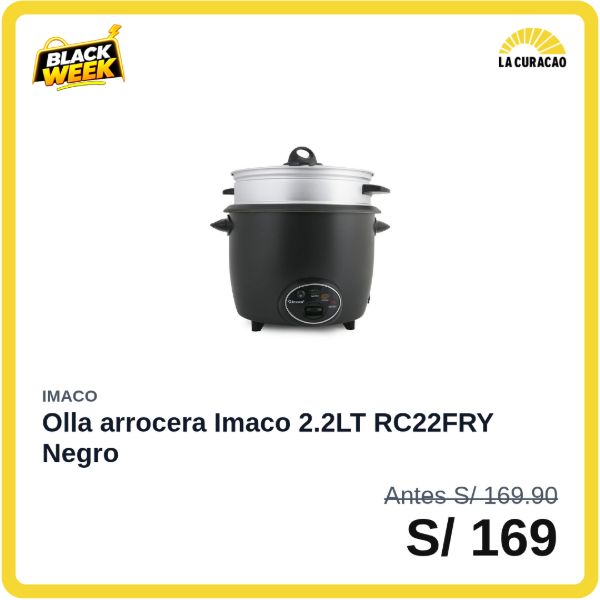 BLACK
WEEK
LA CURACAO
IMACO
Olla arrocera Imaco 2.2LT RC22FRY
Negro
Antes S/ 169.90
S/ 169